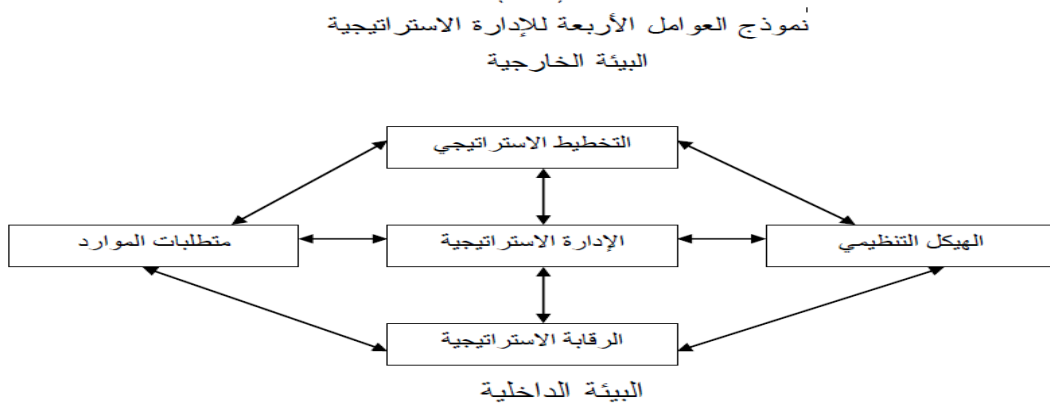 نموذج العوامل الأربعة للإدارة الاستراتيجية
البيئة الخارجية
التخطيط الاستراتيجي
الهيكل التنظيمي
الإدارة الاستراتيجية
متطلبات الموارد
الرقابة الاستراتيجية
البيئة الداخلية